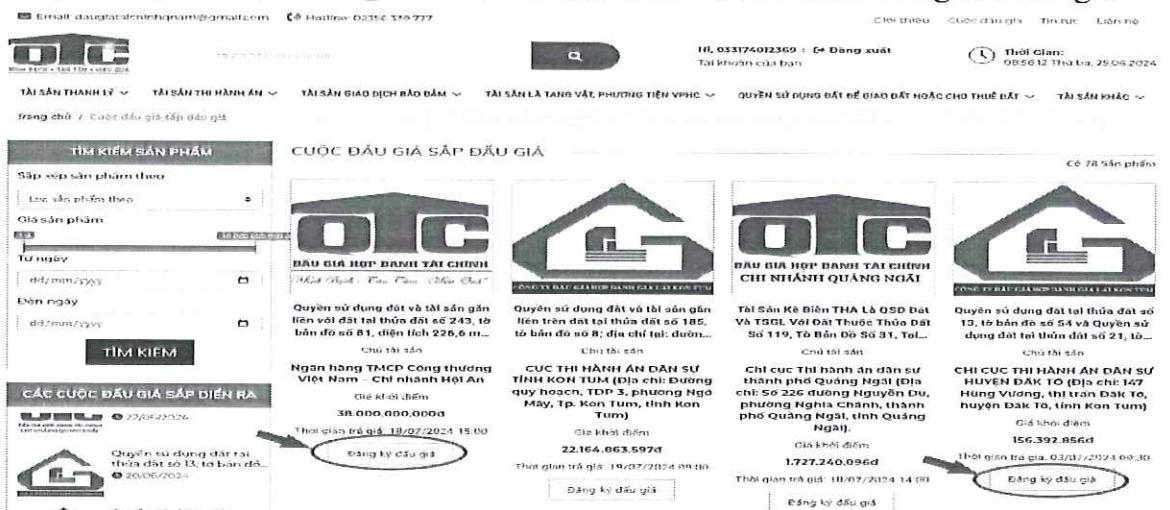 Email: daugiataichinhqnam@gmail.com
Hotline: 02356 336 777
Giới thiệu
Cuộc đấu giá
Tin tức
Liên hệ
OTC
Hi, 033174012369 : Đăng xuất
Tài khoản của bạn
Thời Gian:
08:56:12 Thứ ba, 25.06.2024
TÀI SẢN THANH LÝ
TÀI SẢN THI HÀNH ÁN
TÀI SẢN GIAO DỊCH BẢO ĐẢM
TÀI SẢN LÀ TANG VẬT, PHƯƠNG TIỆN VPHC
QUYỀN SỬ DỤNG ĐẤT ĐỂ GIAO ĐẤT HOẶC CHO THUÊ ĐẤT
TÀI SẢN KHÁC
Trang chủ / Cuộc đấu giá sắp đấu giá
TÌM KIẾM SẢN PHẨM
Sắp xếp sản phẩm theo
Lọc sản phẩm theo
Giá sản phẩm
Từ ngày
dd/mm/yyyy
Đến ngày
dd/mm/yyyy
TÌM KIẾM
CÁC CUỘC ĐẤU GIÁ SẮP DIỄN RA
22/06/2024
Quyền sử dụng đất tại
thửa đất số 13, tờ bản đồ...
20/06/2024
CUỘC ĐẤU GIÁ SẮP ĐẤU GIÁ
Có 78 Sản phẩm
OTC
ĐẤU GIÁ HỢP DANH TÀI CHÍNH
Quyền sử dụng đất và tài sản gắn
liền với đất tại thửa đất số 243, tờ
bản đồ số 81, diện tích 226,6 m...
Chủ tài sản
Ngân hàng TMCP Công thương
Việt Nam – Chi nhánh Hội An
Giá khởi điểm
38.000.000.000đ
Thời gian trả giá: 18/07/2024 15:00
Đăng ký đấu giá
CÔNG TY ĐẤU GIÁ HỢP DANH GIA LAI KON TUM
Quyền sử dụng đất và tài sản gắn
liền trên đất tại thửa đất số 185,
tờ bản đồ số 8; địa chỉ tại: đườn...
Chủ tài sản
CỤC THI HÀNH ÁN DÂN SỰ
TỈNH KON TUM (Địa chỉ: Đường
quy hoạch, TDP 3, phường Ngô
Mây, Tp. Kon Tum, tỉnh Kon
Tum)
Giá khởi điểm
22.164.863.597đ
Thời gian trả giá: 19/07/2024 09:00
Đăng ký đấu giá
OTC
ĐẤU GIÁ HỢP DANH TÀI CHÍNH
CHI NHÁNH QUẢNG NGÃI
Tài Sản Kê Biên THA Là QSD Đất
Và TSGL Với Đất Thuộc Thửa Đất
Số 119, Tờ Bản Đồ Số 31, Tại...
Chủ tài sản
Chi cục Thi hành án dân sự
thành phố Quảng Ngãi (Địa
chỉ: Số 226 đường Nguyễn Du,
phường Nghĩa Chánh, thành
phố Quảng Ngãi, tỉnh Quảng
Ngãi).
Giá khởi điểm
1.727.240.096đ
Thời gian trả giá: 18/07/2024 14:00
Đăng ký đấu giá
CÔNG TY ĐẤU GIÁ HỢP DANH GIA LAI KON TUM
Quyền sử dụng đất tại thửa đất số
13, tờ bản đồ số 54 và Quyền sử
dụng đất tại thửa đất số 21, tờ...
Chủ tài sản
CHI CỤC THI HÀNH ÁN DÂN SỰ
HUYỆN ĐĂK TÔ (Địa chỉ: 147
Hùng Vương, thị trấn Đăk Tô,
huyện Đăk Tô, tỉnh Kon Tum)
Giá khởi điểm
156.392.856đ
Thời gian trả giá: 03/07/2024 09:30
Đăng ký đấu giá